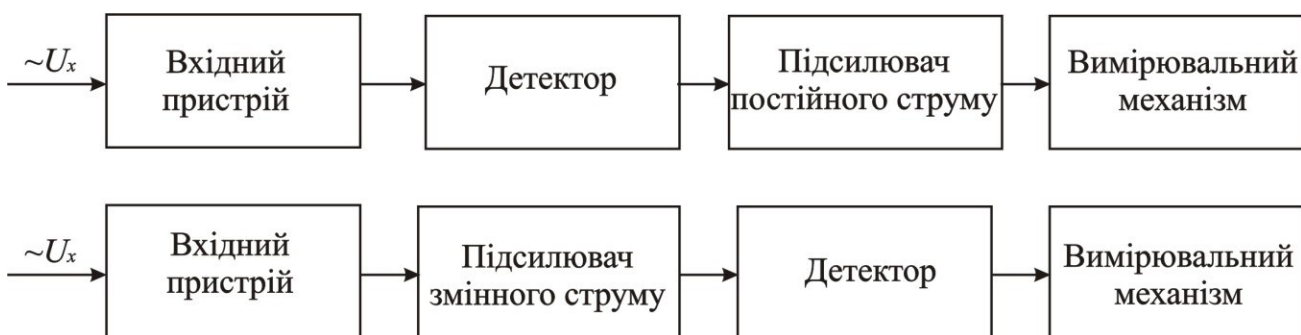 ~Uₓ
Вхідний
пристрій
Детектор
Підсилювач
постійного струму
Вимірювальний
механізм
~Uₓ
Вхідний
пристрій
Підсилювач
змінного струму
Детектор
Вимірювальний
механізм